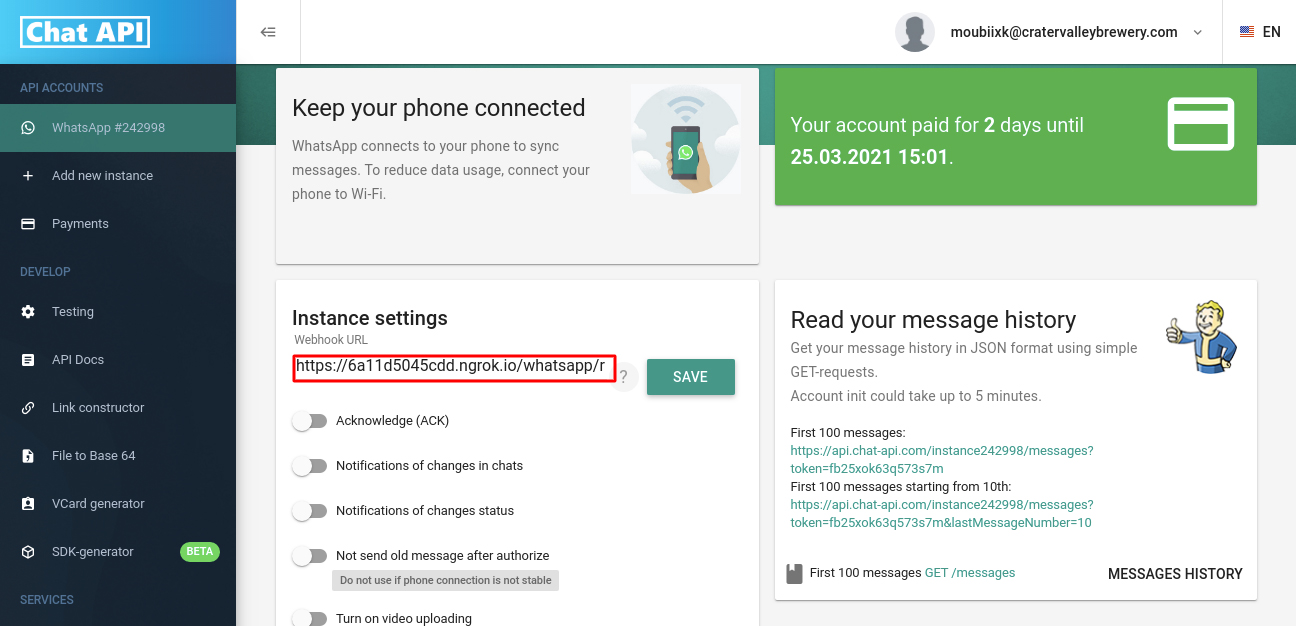 Chat API
moubiixk@cratervalleybrewery.com
EN
API ACCOUNTS
WhatsApp #242998
Add new instance
Payments
DEVELOP
Testing
API Docs
Link constructor
File to Base 64
VCard generator
SDK-generator
BETA
SERVICES
Keep your phone connected
WhatsApp connects to your phone to sync
messages. To reduce data usage, connect your
phone to Wi-Fi.
Your account paid for 2 days until
25.03.2021 15:01.
Instance settings
Webhook URL
https://6a11d5045cdd.ngrok.io/whatsapp/r
?
SAVE
Acknowledge (ACK)
Notifications of changes in chats
Notifications of changes status
Not send old message after authorize
Do not use if phone connection is not stable
Turn on video uploading
Read your message history
Get your message history in JSON format using simple
GET-requests.
Account init could take up to 5 minutes.
First 100 messages:
https://api.chat-api.com/instance242998/messages?
token=fb25xok63q573s7m
First 100 messages starting from 10th:
https://api.chat-api.com/instance242998/messages?
token=fb25xok63q573s7m&lastMessageNumber=10
First 100 messages GET /messages
MESSAGES HISTORY